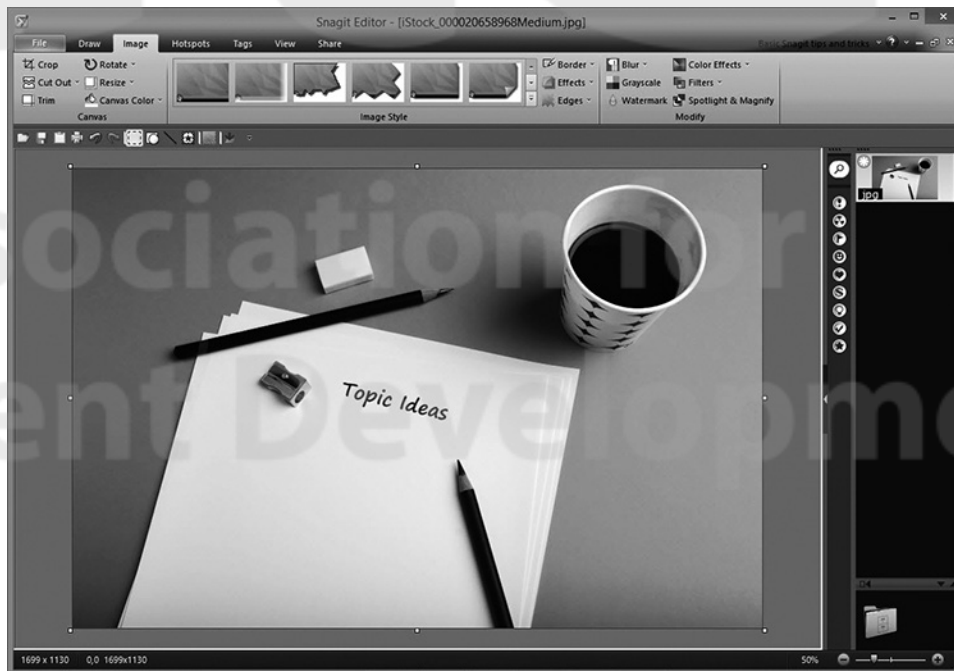 Snagit Editor - [iStock_000020658968Medium.jpg]
File Draw Image Hotspots Tags View Share Basic Snagit tips and tricks
Crop Rotate Border Blur Color Effects
Cut Out Resize Effects Grayscale Filters
Trim Canvas Color Edges Watermark Spotlight & Magnify
Canvas Image Style Modify
jpg
sociation for
Topic Ideas
ent Developme
1699 x 1130 0,0 1699x1130 50%